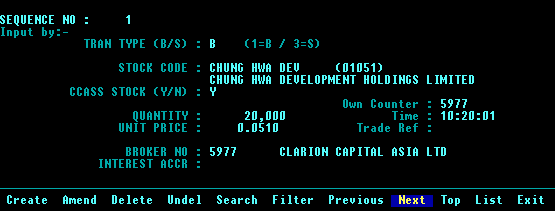 SEQUENCE NO : 1
Input by:-
TRAN TYPE (B/S) : B (1=B / 3=S)
STOCK CODE : CHUNG HWA DEV (01051)
CHUNG HWA DEVELOPMENT HOLDINGS LIMITED
CCASS STOCK (Y/N) : Y
Own Counter : 5977
QUANTITY : 20,000 Time : 10:20:01
UNIT PRICE : 0.0510 Trade Ref :
BROKER NO : 5977 CLARION CAPITAL ASIA LTD
INTEREST ACCR :
Create Amend Delete Undel Search Filter Previous Next Top List Exit